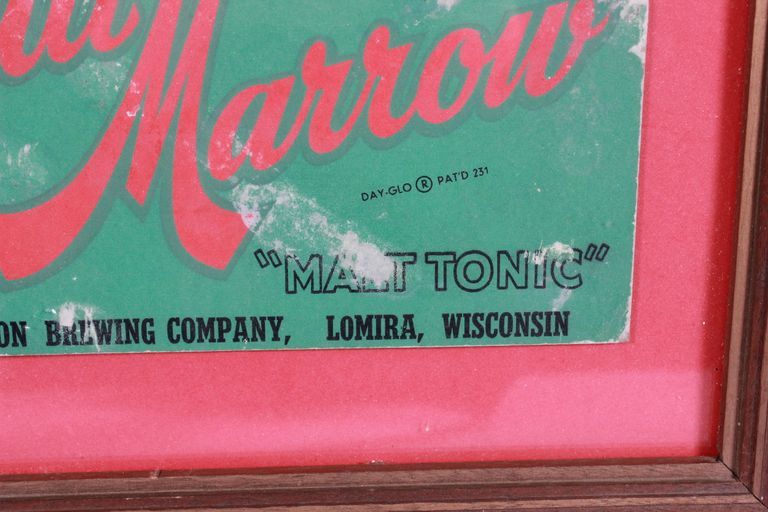 Marrow
DAY-GLO ® PAT'D 231
"MALT TONIC"
ON BREWING COMPANY, LOMIRA, WISCONSIN